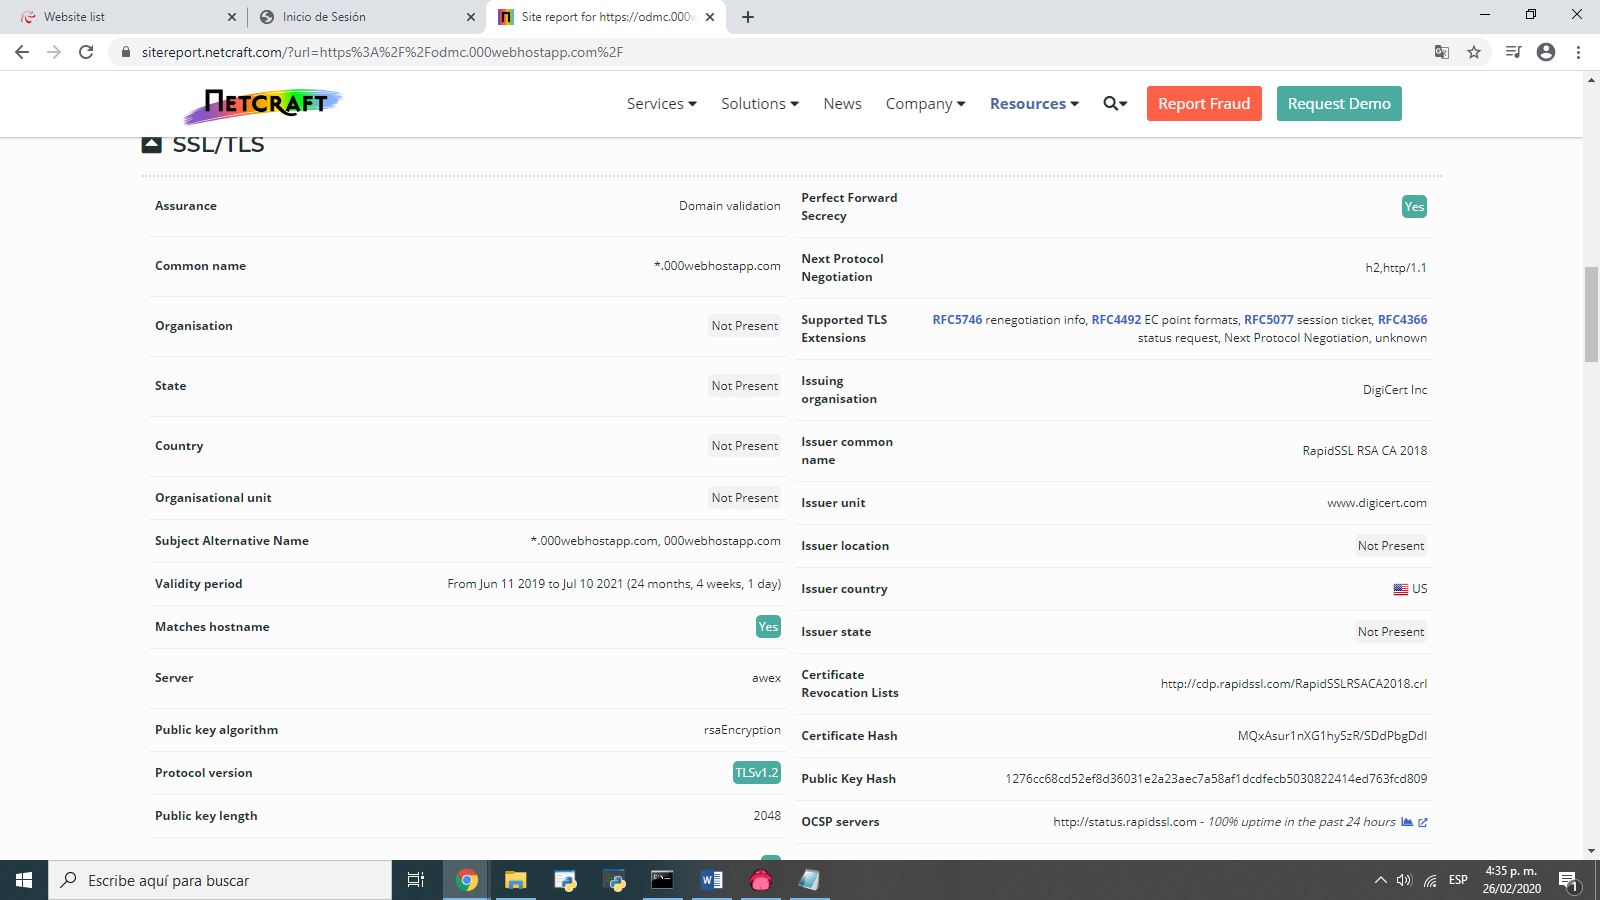 Website list
Inicio de Sesión
Site report for https://odmc.000w
sitereport.netcraft.com/?url=https%3A%2F%2Fodmc.000webhostapp.com%2F
NETCRAFT
Services
Solutions
News
Company
Resources
Report Fraud
Request Demo
SSL/TLS
Assurance
Domain validation
Common name
*.000webhostapp.com
Organisation
Not Present
State
Not Present
Country
Not Present
Organisational unit
Not Present
Subject Alternative Name
*.000webhostapp.com, 000webhostapp.com
Validity period
From Jun 11 2019 to Jul 10 2021 (24 months, 4 weeks, 1 day)
Matches hostname
Yes
Server
awex
Public key algorithm
rsaEncryption
Protocol version
TLSv1.2
Public key length
2048
Perfect Forward
Secrecy
Yes
Next Protocol
Negotiation
h2,http/1.1
Supported TLS
Extensions
RFC5746 renegotiation info, RFC4492 EC point formats, RFC5077 session ticket, RFC4366
status request, Next Protocol Negotiation, unknown
Issuing
organisation
DigiCert Inc
Issuer common
name
RapidSSL RSA CA 2018
Issuer unit
www.digicert.com
Issuer location
Not Present
Issuer country
US
Issuer state
Not Present
Certificate
Revocation Lists
http://cdp.rapidssl.com/RapidSSLRSACA2018.crl
Certificate Hash
MQxAsur1nXG1hySzR/SDdPbgDdI
Public Key Hash
1276cc68cd52ef8d36031e2a23aec7a58af1dcdfecb5030822414ed763fcd809
OCSP servers
http://status.rapidssl.com - 100% uptime in the past 24 hours
Escribe aquí para buscar
ESP
4:35 p. m.
26/02/2020
1